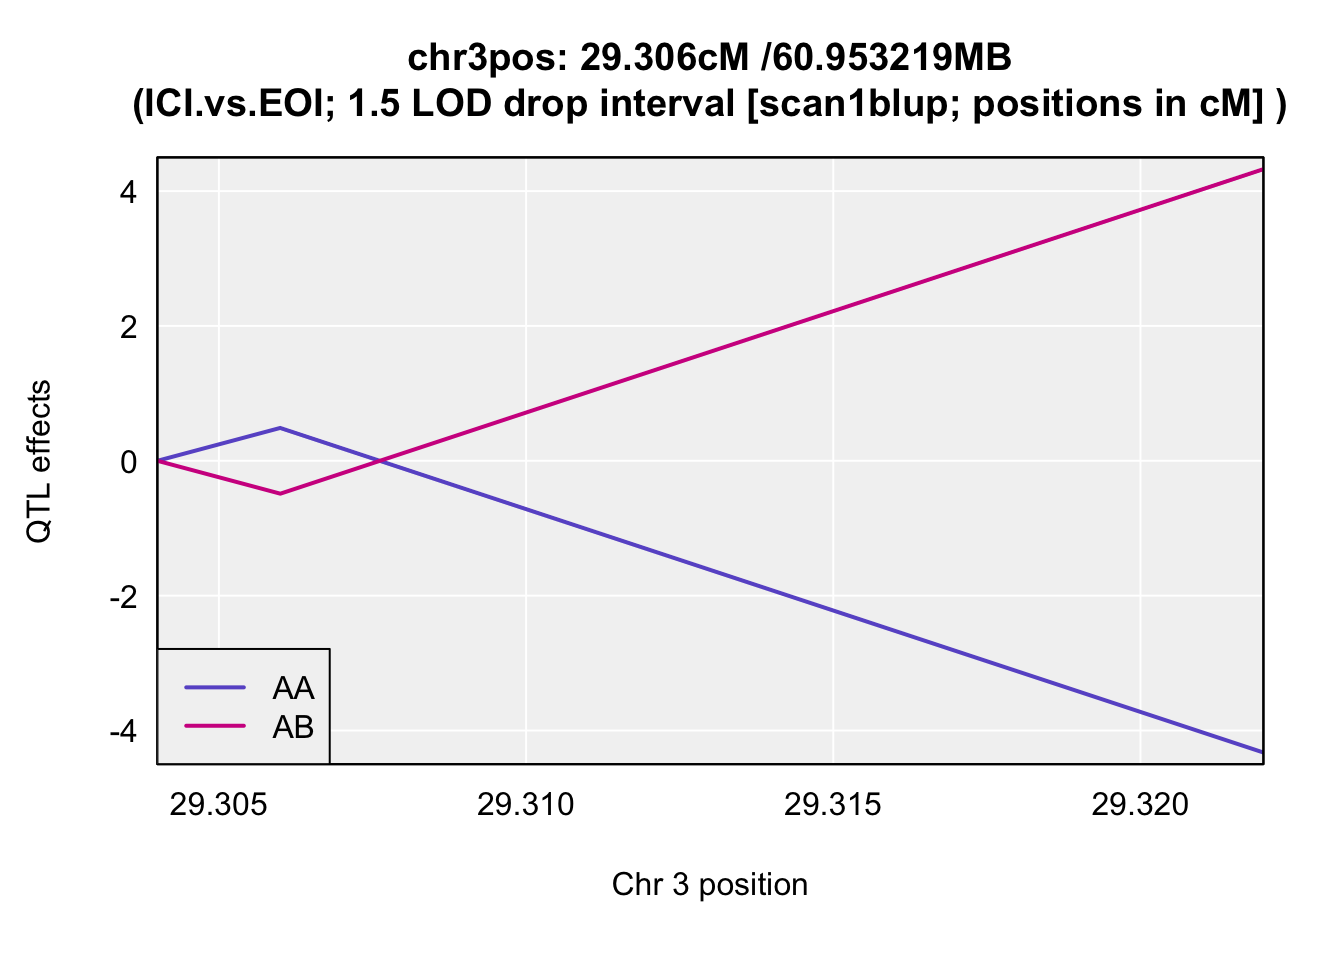 chr3pos: 29.306cM /60.953219MB
(ICI.vs.EOI; 1.5 LOD drop interval [scan1blup; positions in cM] )
4
2
0
-2
-4
QTL effects
AA
AB
29.305 29.310 29.315 29.320
Chr 3 position